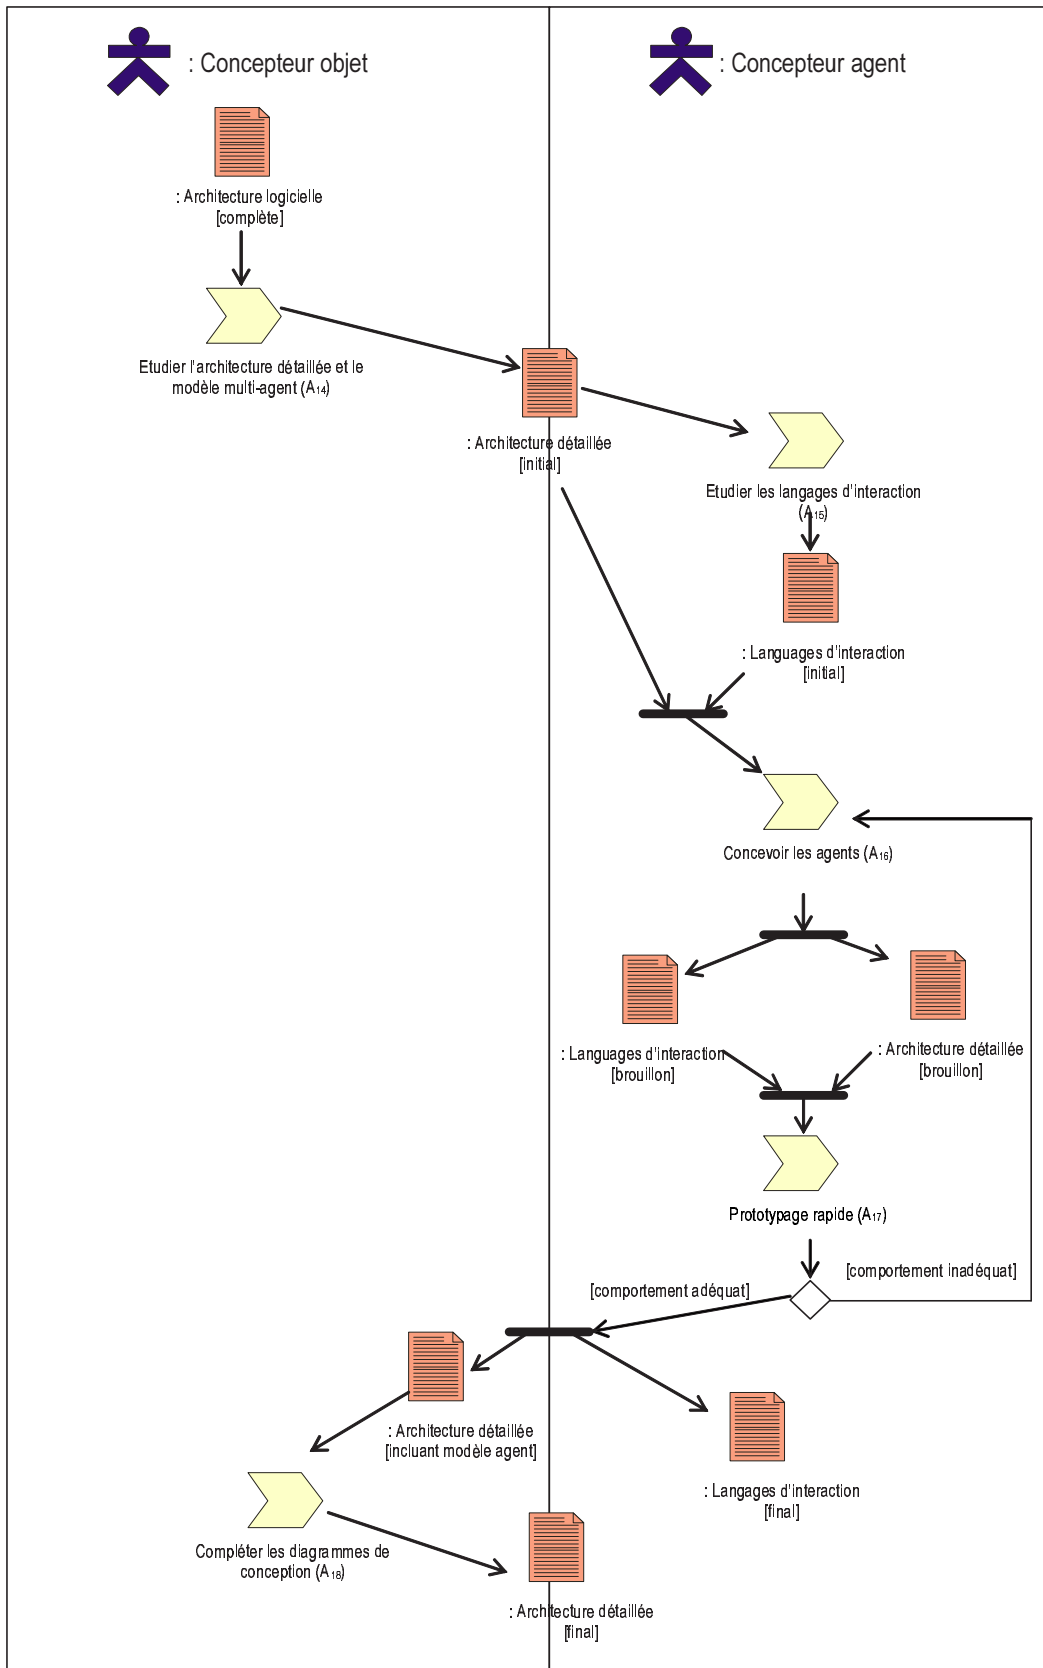 : Concepteur objet
: Concepteur agent
: Architecture logicielle
[complète]
Etudier l'architecture détaillée et le
modèle multi-agent (A14)
: Architecture détaillée
[initial]
Etudier les langages d'interaction
(A15)
: Languages d'interaction
[initial]
Concevoir les agents (A16)
: Languages d'interaction
[brouillon]
: Architecture détaillée
[brouillon]
Prototypage rapide (A17)
[comportement inadéquat]
[comportement adéquat]
: Architecture détaillée
[incluant modèle agent]
: Langages d'interaction
[final]
Compléter les diagrammes de
conception (A18)
: Architecture détaillée
[final]